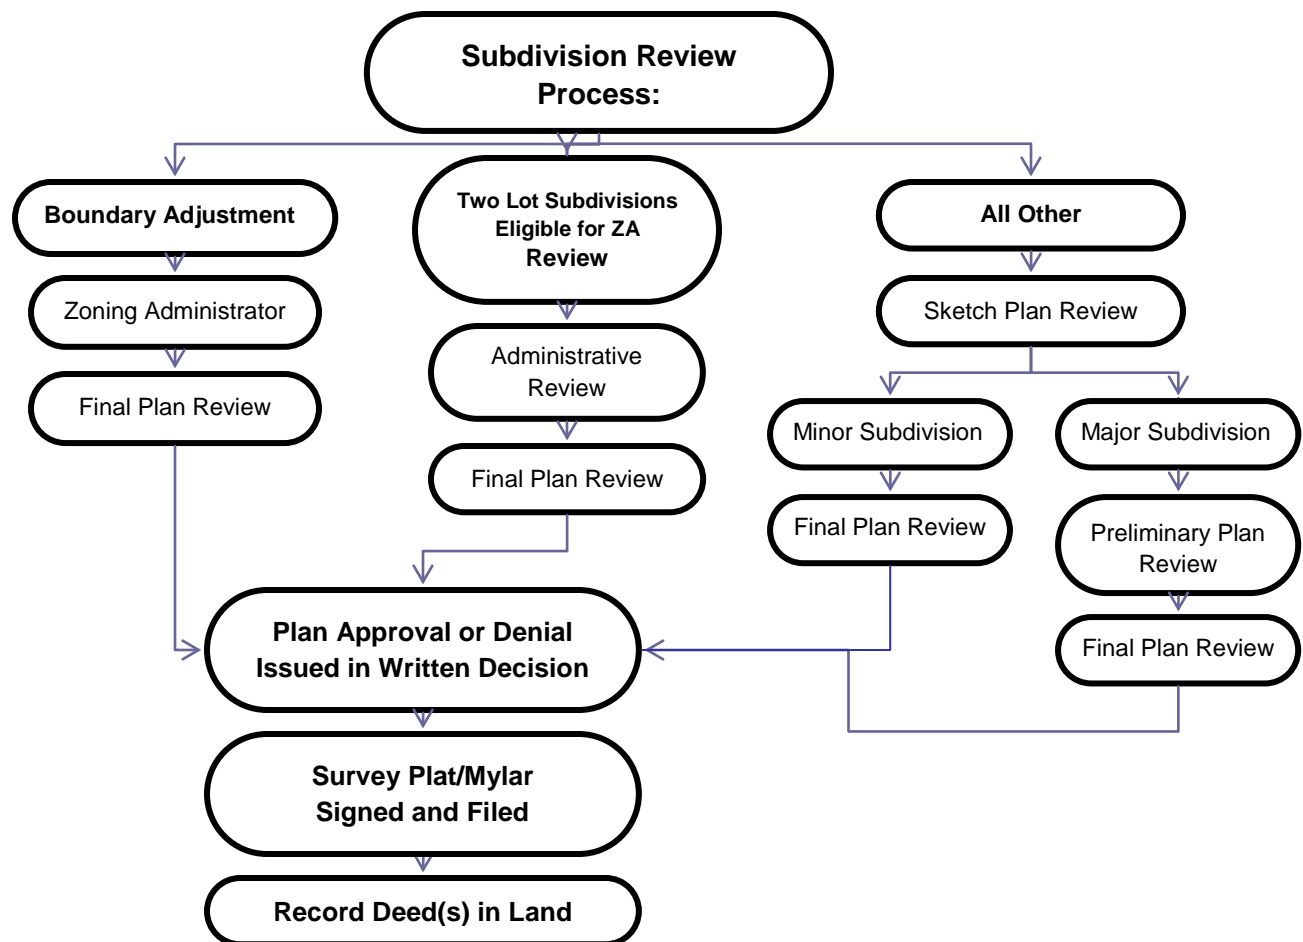 Subdivision Review
Process:
Boundary Adjustment
Zoning Administrator
Final Plan Review
Two Lot Subdivisions
Eligible for ZA
Review
Administrative
Review
Final Plan Review
All Other
Sketch Plan Review
Minor Subdivision
Final Plan Review
Major Subdivision
Preliminary Plan
Review
Final Plan Review
Plan Approval or Denial
Issued in Written Decision
Survey Plat/Mylar
Signed and Filed
Record Deed(s) in Land